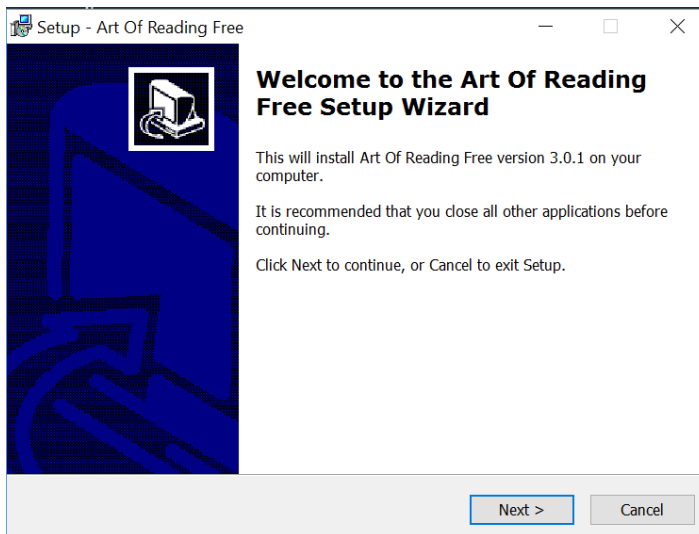 Setup - Art Of Reading Free
Welcome to the Art Of Reading
Free Setup Wizard
This will install Art Of Reading Free version 3.0.1 on your
computer.
It is recommended that you close all other applications before
continuing.
Click Next to continue, or Cancel to exit Setup.
Next >
Cancel